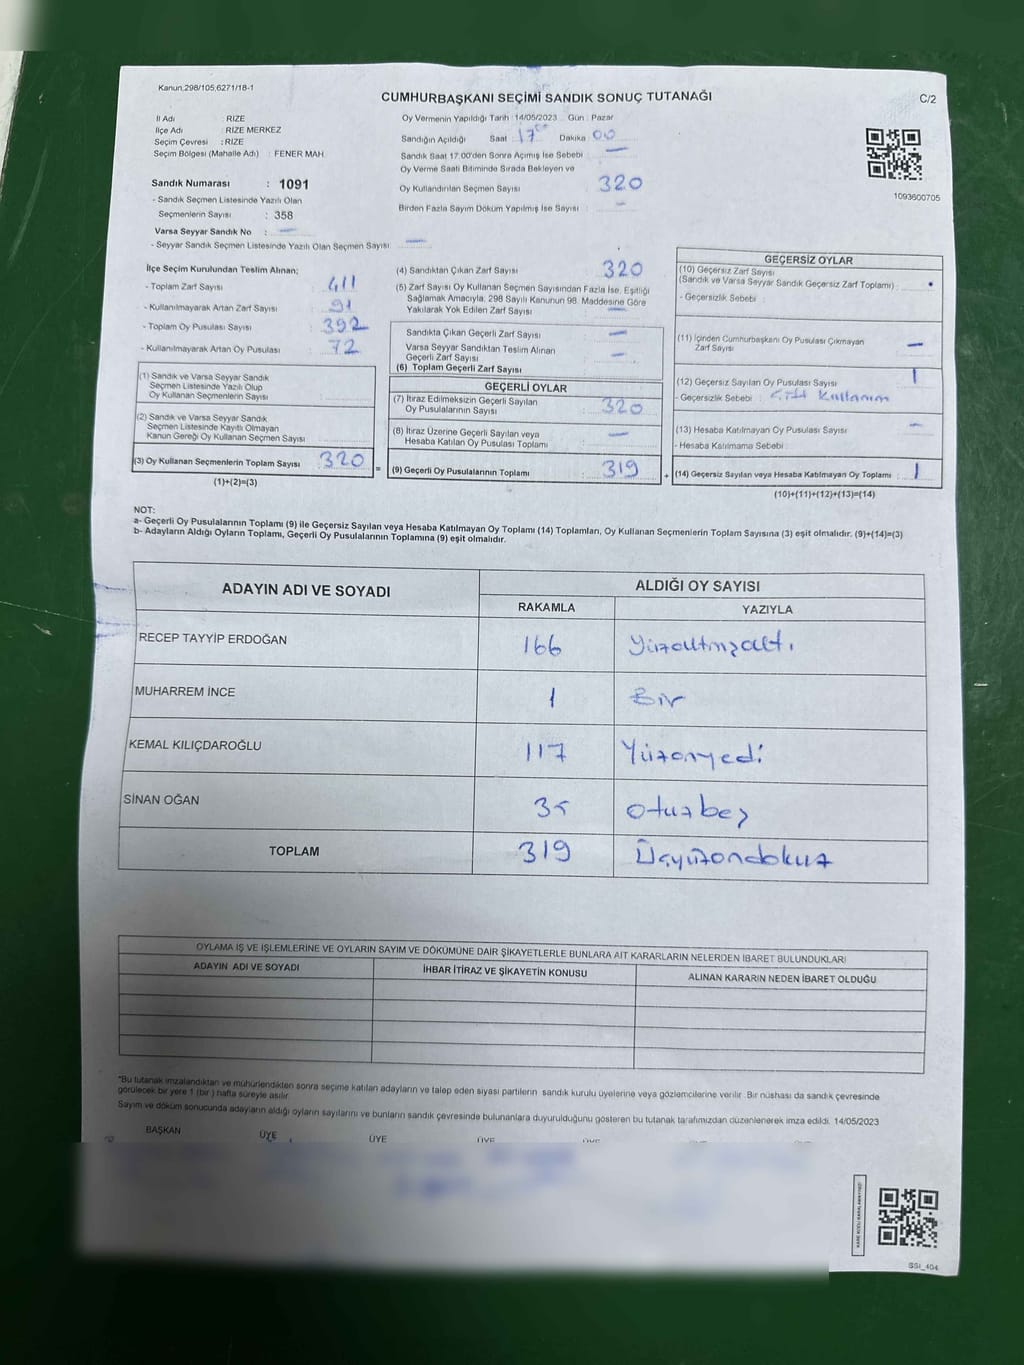 Kanun.298/105,6271/18-1
CUMHURBAŞKANI SEÇİMİ SANDIK SONUÇ TUTANAĞI
C/2
İl Adı : RİZE
İlçe Adı : RİZE MERKEZ
Seçim Çevresi : RİZE
Seçim Bölgesi (Mahalle Adı) : FENER MAH.
Sandık Numarası : 1091
- Sandık Seçmen Listesinde Yazılı Olan
Seçmenlerin Sayısı : 358
Varsa Seyyar Sandık No : —
- Seyyar Sandık Seçmen Listesinde Yazılı Olan Seçmen Sayısı —
Oy Vermenin Yapıldığı Tarih : 14/05/2023 Gün : Pazar
Sandığın Açıldığı Saat : 17 00 Dakika 00
Sandık Saat 17:00'den Sonra Açımış İse Sebebi —
Oy Verme Saati Bitiminde Sırada Bekleyen ve
Oy Kullandırılan Seçmen Sayısı 320
Birden Fazla Sayım Döküm Yapılmış İse Sayısı : —
1093600705
İlçe Seçim Kurulundan Teslim Alınan;
- Toplam Zarf Sayısı : 411
- Kullanılmayarak Artan Zarf Sayısı : 91
- Toplam Oy Pusulası Sayısı : 392
- Kullanılmayarak Artan Oy Pusulası : 72
(1) Sandık ve Varsa Seyyar Sandık
Seçmen Listesinde Yazılı Olup
Oy Kullanan Seçmenlerin Sayısı
(2) Sandık ve Varsa Seyyar Sandık
Seçmen Listesinde Kayıtlı Olmayan
Kanun Gereği Oy Kullanan Seçmen Sayısı
(3) Oy Kullanan Seçmenlerin Toplam Sayısı 320 =
(1)+(2)=(3)
(4) Sandıktan Çıkan Zarf Sayısı 320
(5) Zarf Sayısı Oy Kullanan Seçmen Sayısından Fazla İse, Eşitliği
Sağlamak Amacıyla, 298 Sayılı Kanunun 98. Maddesine Göre
Yakılarak Yok Edilen Zarf Sayısı —
Sandıkta Çıkan Geçerli Zarf Sayısı —
Varsa Seyyar Sandıktan Teslim Alınan
Geçerli Zarf Sayısı —
(6) Toplam Geçerli Zarf Sayısı
GEÇERLİ OYLAR
(7) İtiraz Edilmeksizin Geçerli Sayılan
Oy Pusulalarının Sayısı 320
(8) İtiraz Üzerine Geçerli Sayılan veya
Hesaba Katılan Oy Pusulası Toplamı —
(9) Geçerli Oy Pusulalarının Toplamı 319 +
GEÇERSİZ OYLAR
(10) Geçersiz Zarf Sayısı
(Sandık ve Varsa Seyyar Sandık Geçersiz Zarf Toplamı) :
- Geçersizlik Sebebi :
(11) İçinden Cumhurbaşkanı Oy Pusulası Çıkmayan
Zarf Sayısı —
(12) Geçersiz Sayılan Oy Pusulası Sayısı 1
- Geçersizlik Sebebi : Çift Kullanım
(13) Hesaba Katılmayan Oy Pusulası Sayısı —
- Hesaba Katılmama Sebebi
(14) Geçersiz Sayılan veya Hesaba Katılmayan Oy Toplamı : 1
(10)+(11)+(12)+(13)=(14)
NOT:
a- Geçerli Oy Pusulalarının Toplamı (9) ile Geçersiz Sayılan veya Hesaba Katılmayan Oy Toplamı (14) Toplamları, Oy Kullanan Seçmenlerin Toplam Sayısına (3) eşit olmalıdır. (9)+(14)=(3)
b- Adayların Aldığı Oyların Toplamı, Geçerli Oy Pusulalarının Toplamına (9) eşit olmalıdır.
ADAYIN ADI VE SOYADI
ALDIĞI OY SAYISI
RAKAMLA YAZIYLA
RECEP TAYYİP ERDOĞAN 166 Yüzaltmışaltı
MUHARREM İNCE 1 Bir
KEMAL KILIÇDAROĞLU 117 Yüzonyedi
SİNAN OĞAN 35 Otuzbeş
TOPLAM 319 Üçyüzondokuz
OYLAMA İŞ VE İŞLEMLERİNE VE OYLARIN SAYIM VE DÖKÜMÜNE DAİR ŞİKAYETLERLE BUNLARA AİT KARARLARIN NELERDEN İBARET BULUNDUKLARI
ADAYIN ADI VE SOYADI İHBAR İTİRAZ VE ŞİKAYETİN KONUSU ALINAN KARARIN NEDEN İBARET OLDUĞU
*Bu tutanak imzalandıktan ve mühürlendikten sonra seçime katılan adayların ve talep eden siyasi partilerin sandık kurulu üyelerine veya gözlemcilerine verilir. Bir nüshası da sandık çevresinde
görülecek bir yere 1 (bir) hafta süreyle asılır.
Sayım ve döküm sonucunda adayların aldığı oyların sayılarını ve bunların sandık çevresinde bulunanlara duyurulduğunu gösteren bu tutanak tarafımızdan düzenlenerek imza edildi. 14/05/2023
BAŞKAN ÜYE ÜYE ÜYE ÜYE
KARE KODU KARALAMAYINIZ!
SSI_404